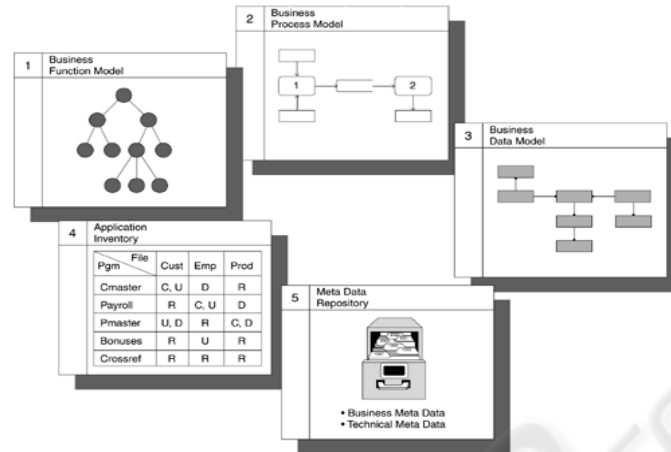 1
Business
Function Model
2
Business
Process Model
1
2
3
Business
Data Model
4
Application
Inventory
File
Pgm Cust Emp Prod
Cmaster C, U D R
Payroll R C, U D
Pmaster U, D R C, D
Bonuses R U R
Crossref R R R
5
Meta Data
Repository
• Business Meta Data
• Technical Meta Data